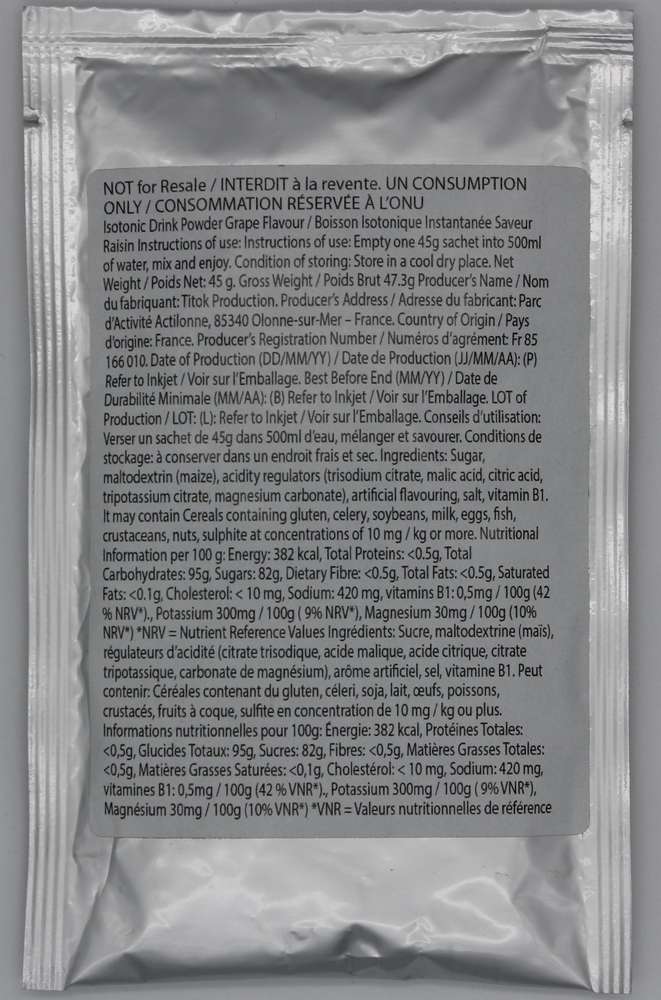 NOT for Resale / INTERDIT à la revente. UN CONSUMPTION
ONLY / CONSOMMATION RÉSERVÉE À L'ONU
Isotonic Drink Powder Grape Flavour / Boisson Isotonique Instantanée Saveur
Raisin Instructions of use: Instructions of use: Empty one 45g sachet into 500ml
of water, mix and enjoy. Condition of storing: Store in a cool dry place. Net
Weight / Poids Net: 45 g. Gross Weight / Poids Brut 47.3g Producer's Name / Nom
du fabriquant: Titok Production. Producer's Address / Adresse du fabricant: Parc
d'Activité Actilonne, 85340 Olonne-sur-Mer – France. Country of Origin / Pays
d'origine: France. Producer's Registration Number / Numéros d'agrément: Fr 85
166 010. Date of Production (DD/MM/YY) / Date de Production (JJ/MM/AA): (P)
Refer to Inkjet / Voir sur l'Emballage. Best Before End (MM/YY) / Date de
Durabilité Minimale (MM/AA): (B) Refer to Inkjet / Voir sur l'Emballage. LOT of
Production / LOT: (L): Refer to Inkjet / Voir sur l'Emballage. Conseils d'utilisation:
Verser un sachet de 45g dans 500ml d'eau, mélanger et savourer. Conditions de
stockage: à conserver dans un endroit frais et sec. Ingredients: Sugar,
maltodextrin (maize), acidity regulators (trisodium citrate, malic acid, citric acid,
tripotassium citrate, magnesium carbonate), artificial flavouring, salt, vitamin B1.
It may contain Cereals containing gluten, celery, soybeans, milk, eggs, fish,
crustaceans, nuts, sulphite at concentrations of 10 mg / kg or more. Nutritional
Information per 100 g: Energy: 382 kcal, Total Proteins: <0.5g, Total
Carbohydrates: 95g, Sugars: 82g, Dietary Fibre: <0.5g, Total Fats: <0.5g, Saturated
Fats: <0.1g, Cholesterol: < 10 mg, Sodium: 420 mg, vitamins B1: 0,5mg / 100g (42
% NRV*)., Potassium 300mg / 100g ( 9% NRV*), Magnesium 30mg / 100g (10%
NRV*) *NRV = Nutrient Reference Values Ingrédients: Sucre, maltodextrine (maïs),
régulateurs d'acidité (citrate trisodique, acide malique, acide citrique, citrate
tripotassique, carbonate de magnésium), arôme artificiel, sel, vitamine B1. Peut
contenir: Céréales contenant du gluten, céleri, soja, lait, œufs, poissons,
crustacés, fruits à coque, sulfite en concentration de 10 mg / kg ou plus.
Informations nutritionnelles pour 100g: Énergie: 382 kcal, Protéines Totales:
<0,5g, Glucides Totaux: 95g, Sucres: 82g, Fibres: <0,5g, Matières Grasses Totales:
<0,5g, Matières Grasses Saturées: <0,1g, Cholestérol: < 10 mg, Sodium: 420 mg,
vitamines B1: 0,5mg / 100g (42 % VNR*)., Potassium 300mg / 100g ( 9% VNR*),
Magnésium 30mg / 100g (10% VNR*) *VNR = Valeurs nutritionnelles de référence